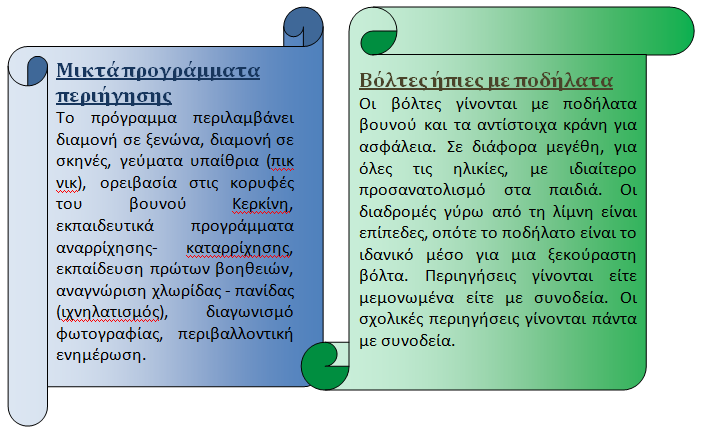 Μικτά προγράμματα
περιήγησης
Το πρόγραμμα περιλαμβάνει
διαμονή σε ξενώνα, διαμονή σε
σκηνές, γεύματα υπαίθρια (πικ
νικ), ορειβασία στις κορυφές
του βουνού Κερκίνη,
εκπαιδευτικά προγράμματα
αναρρίχησης- καταρρίχησης,
εκπαίδευση πρώτων βοηθειών,
αναγνώριση χλωρίδας - πανίδας
(ιχνηλατισμός), διαγωνισμό
φωτογραφίας, περιβαλλοντική
ενημέρωση.
Βόλτες ήπιες με ποδήλατα
Οι βόλτες γίνονται με ποδήλατα
βουνού και τα αντίστοιχα κράνη για
ασφάλεια. Σε διάφορα μεγέθη, για
όλες τις ηλικίες, με ιδιαίτερο
προσανατολισμό στα παιδιά. Οι
διαδρομές γύρω από τη λίμνη είναι
επίπεδες, οπότε το ποδήλατο είναι το
ιδανικό μέσο για μια ξεκούραστη
βόλτα. Περιηγήσεις γίνονται είτε
μεμονωμένα είτε με συνοδεία. Οι
σχολικές περιηγήσεις γίνονται πάντα
με συνοδεία.